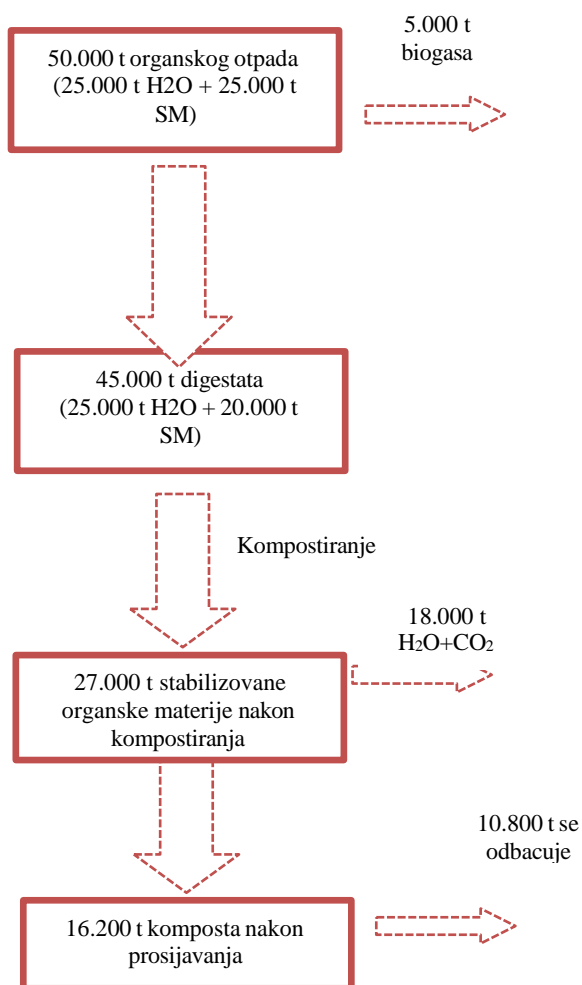 50.000 t organskog otpada
(25.000 t H2O + 25.000 t
SM)
5.000 t
biogasa
45.000 t digestata
(25.000 t H2O + 20.000 t
SM)
Kompostiranje
18.000 t
H₂O+CO₂
27.000 t stabilizovane
organske materije nakon
kompostiranja
10.800 t se
odbacuje
16.200 t komposta nakon
prosijavanja